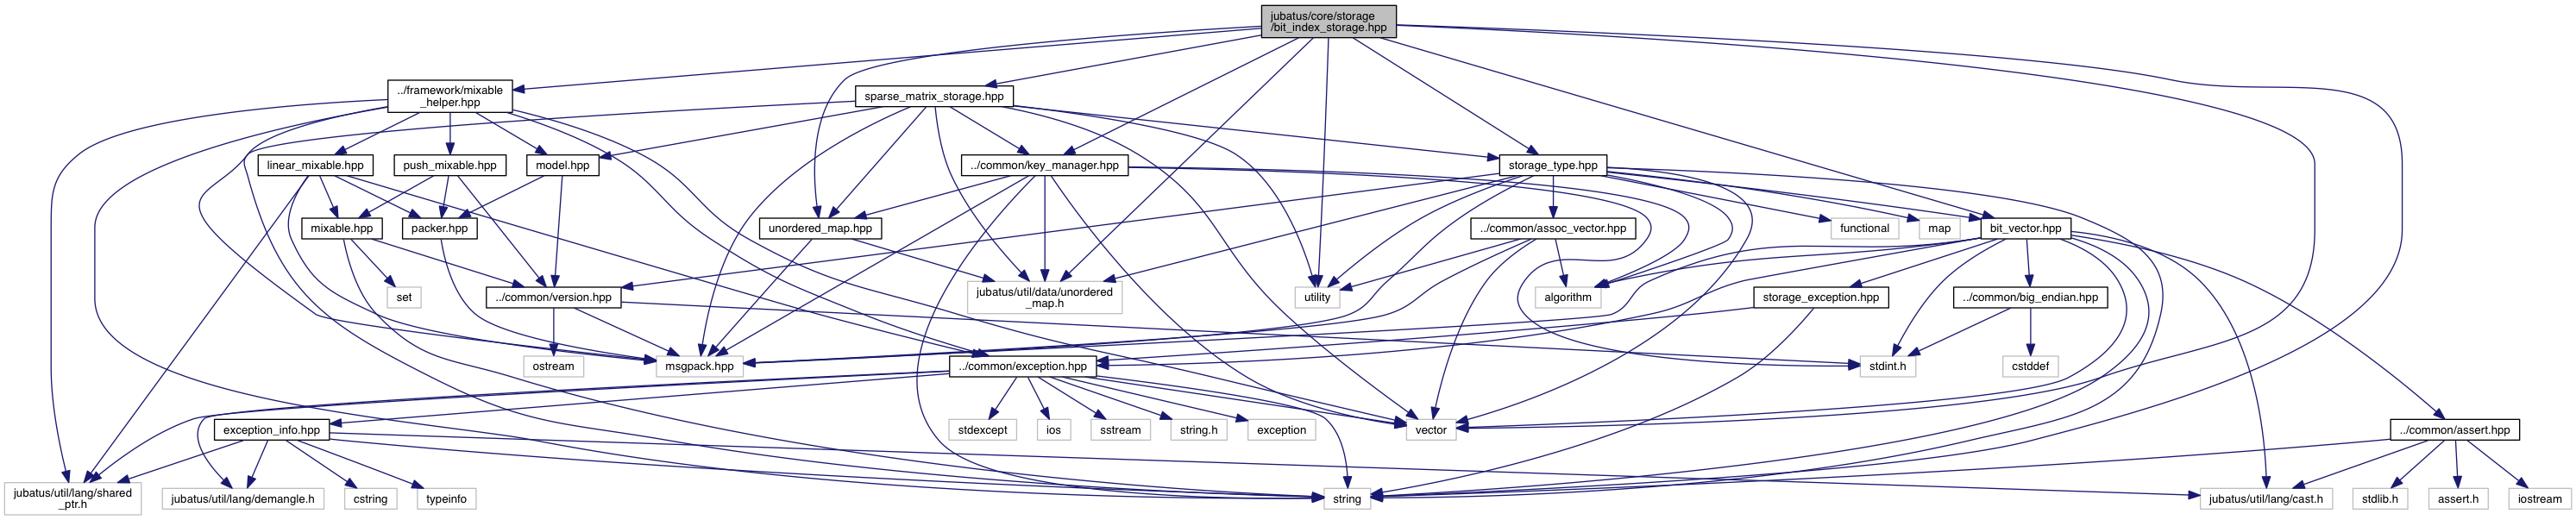 jubatus/core/storage
/bit_index_storage.hpp
../framework/mixable
_helper.hpp
sparse_matrix_storage.hpp
linear_mixable.hpp
push_mixable.hpp
model.hpp
../common/key_manager.hpp
storage_type.hpp
mixable.hpp
packer.hpp
unordered_map.hpp
../common/assoc_vector.hpp
functional
map
bit_vector.hpp
set
../common/version.hpp
jubatus/util/data/unordered
_map.h
utility
algorithm
storage_exception.hpp
../common/big_endian.hpp
ostream
msgpack.hpp
../common/exception.hpp
stdint.h
cstddef
exception_info.hpp
stdexcept
ios
sstream
string.h
exception
vector
../common/assert.hpp
jubatus/util/lang/shared
_ptr.h
jubatus/util/lang/demangle.h
cstring
typeinfo
string
jubatus/util/lang/cast.h
stdlib.h
assert.h
iostream